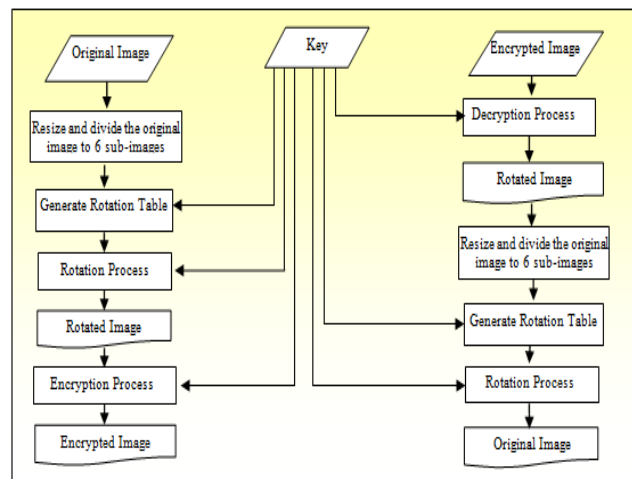 Original Image
Resize and divide the original
image to 6 sub-images
Generate Rotation Table
Rotation Process
Rotated Image
Encryption Process
Encrypted Image
Key
Encrypted Image
Decryption Process
Rotated Image
Resize and divide the original
image to 6 sub-images
Generate Rotation Table
Rotation Process
Original Image